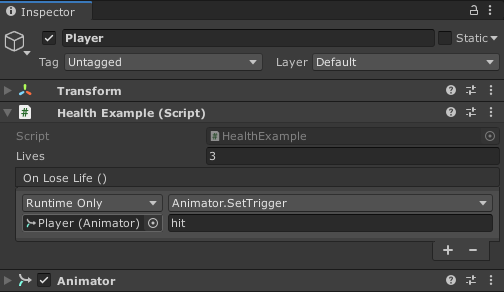 Inspector
Player
Static
Tag Untagged Layer Default
Transform
# Health Example (Script)
Script # HealthExample
Lives 3
On Lose Life ()
Runtime Only Animator.SetTrigger
Player (Animator) hit
+ −
Animator